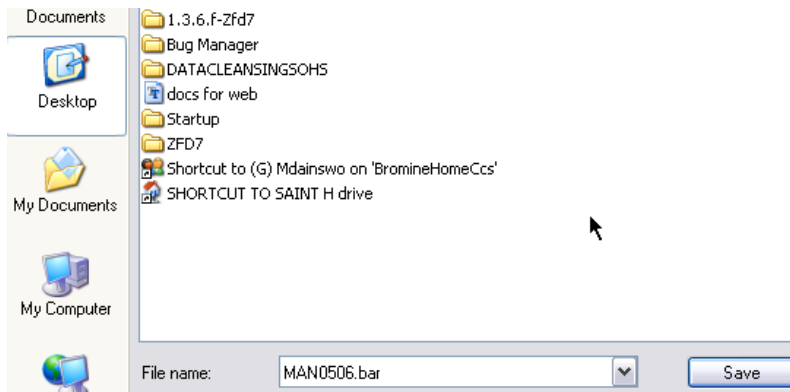 Documents
Desktop
My Documents
My Computer
1.3.6.f-Zfd7
Bug Manager
DATACLEANSINGSOHS
docs for web
Startup
ZFD7
Shortcut to (G) Mdainswo on 'BromineHomeCcs'
SHORTCUT TO SAINT H drive
File name: MAN0506.bar Save